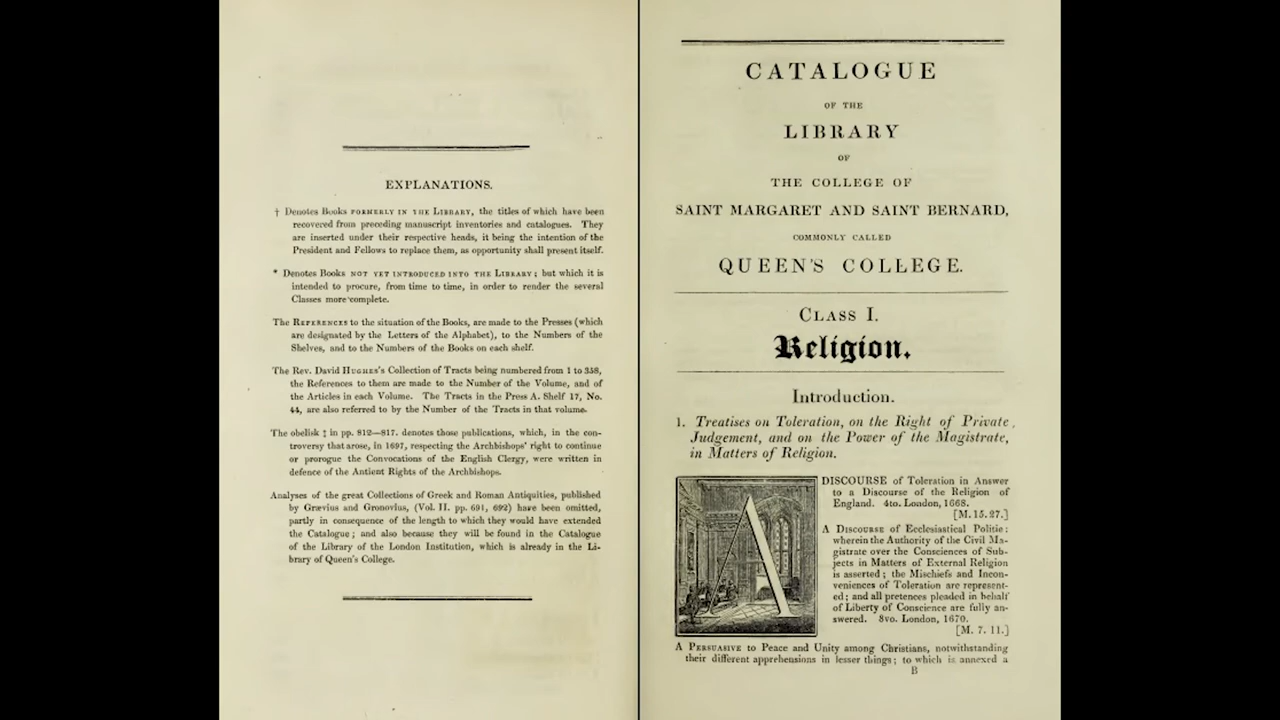 EXPLANATIONS.
† Denotes Books FORMERLY IN THE LIBRARY, the titles of which have been
recovered from preceding manuscript inventories and catalogues. They
are inserted under their respective heads, it being the intention of the
President and Fellows to replace them, as opportunity shall present itself.
* Denotes Books NOT YET INTRODUCED INTO THE LIBRARY; but which it is
intended to procure, from time to time, in order to render the several
Classes more complete.
The REFERENCES to the situation of the Books, are made to the Presses (which
are designated by the Letters of the Alphabet), to the Numbers of the
Shelves, and to the Numbers of the Books on each shelf.
The Rev. David HUGHES's Collection of Tracts being numbered from 1 to 358,
the References to them are made to the Number of the Volume, and of
the Articles in each Volume. The Tracts in the Press A. Shelf 17, No.
44, are also referred to by the Number of the Tracts in that volume.
The obelisk ‡ in pp. 812—817. denotes those publications, which, in the con-
troversy that arose, in 1697, respecting the Archbishops' right to continue
or prorogue the Convocations of the English Clergy, were written in
defence of the Antient Rights of the Archbishops.
Analyses of the great Collections of Greek and Roman Antiquities, published
by Grævius and Gronovius, (Vol. II. pp. 691, 692) have been omitted,
partly in consequence of the length to which they would have extended
the Catalogue; and also because they will be found in the Catalogue
of the Library of the London Institution, which is already in the Li-
brary of Queen's College.
CATALOGUE
OF THE
LIBRARY
OF
THE COLLEGE OF
SAINT MARGARET AND SAINT BERNARD,
COMMONLY CALLED
QUEEN'S COLLEGE.
CLASS I.
Religion.
Introduction.
1. Treatises on Toleration, on the Right of Private
Judgement, and on the Power of the Magistrate,
in Matters of Religion.
A DISCOURSE of Toleration in Answer
to a Discourse of the Religion of
England. 4to. London, 1668.
[M. 15. 27.]
A DISCOURSE of Ecclesiastical Politie:
wherein the Authority of the Civil Ma-
gistrate over the Consciences of Sub-
jects in Matters of External Religion
is asserted; the Mischiefs and Incon-
veniences of Toleration are represent-
ed; and all pretences pleaded in behalf
of Liberty of Conscience are fully an-
swered. 8vo. London, 1670.
[M. 7. 11.]
A PERSUASIVE to Peace and Unity among Christians, notwithstanding
their different apprehensions in lesser things; to which is annexed a
B